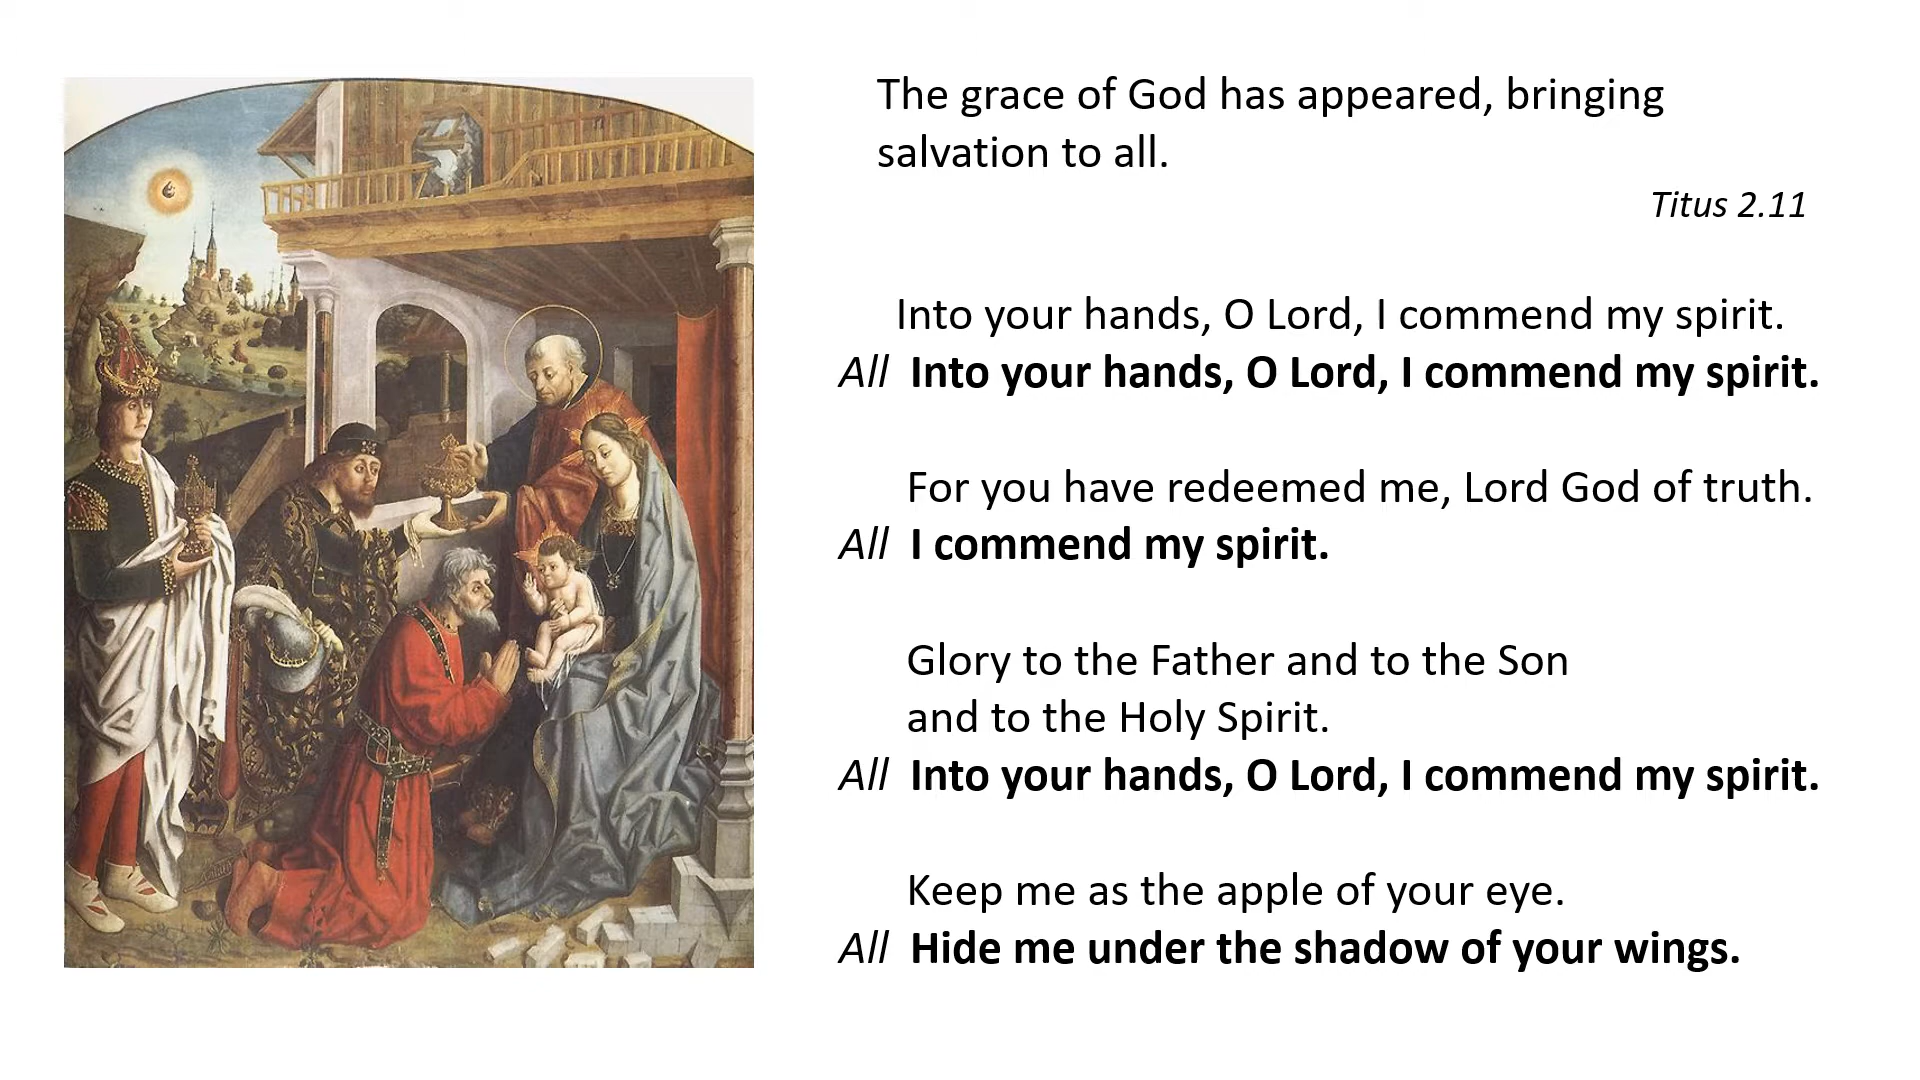 The grace of God has appeared, bringing
salvation to all.
Titus 2.11
Into your hands, O Lord, I commend my spirit.
All Into your hands, O Lord, I commend my spirit.
For you have redeemed me, Lord God of truth.
All I commend my spirit.
Glory to the Father and to the Son
and to the Holy Spirit.
All Into your hands, O Lord, I commend my spirit.
Keep me as the apple of your eye.
All Hide me under the shadow of your wings.